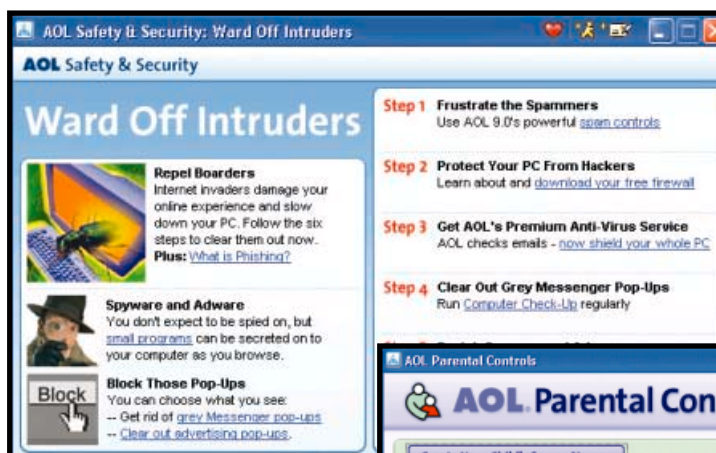 AOL Safety & Security: Ward Off Intruders
AOL Safety & Security
Ward Off Intruders
Repel Boarders
Internet invaders damage your
online experience and slow
down your PC. Follow the six
steps to clear them out now.
Plus: What is Phishing?
Spyware and Adware
You don't expect to be spied on, but
small programs can be secreted on to
your computer as you browse.
Block
Block Those Pop-Ups
You can choose what you see:
-- Get rid of grey Messenger pop-ups
-- Clear out advertising pop-ups.
Step 1 Frustrate the Spammers
Use AOL 9.0's powerful spam controls
Step 2 Protect Your PC From Hackers
Learn about and download your free firewall
Step 3 Get AOL's Premium Anti-Virus Service
AOL checks emails - now shield your whole PC
Step 4 Clear Out Grey Messenger Pop-Ups
Run Computer Check-Up regularly
AOL Parental Controls
AOL Parental Con